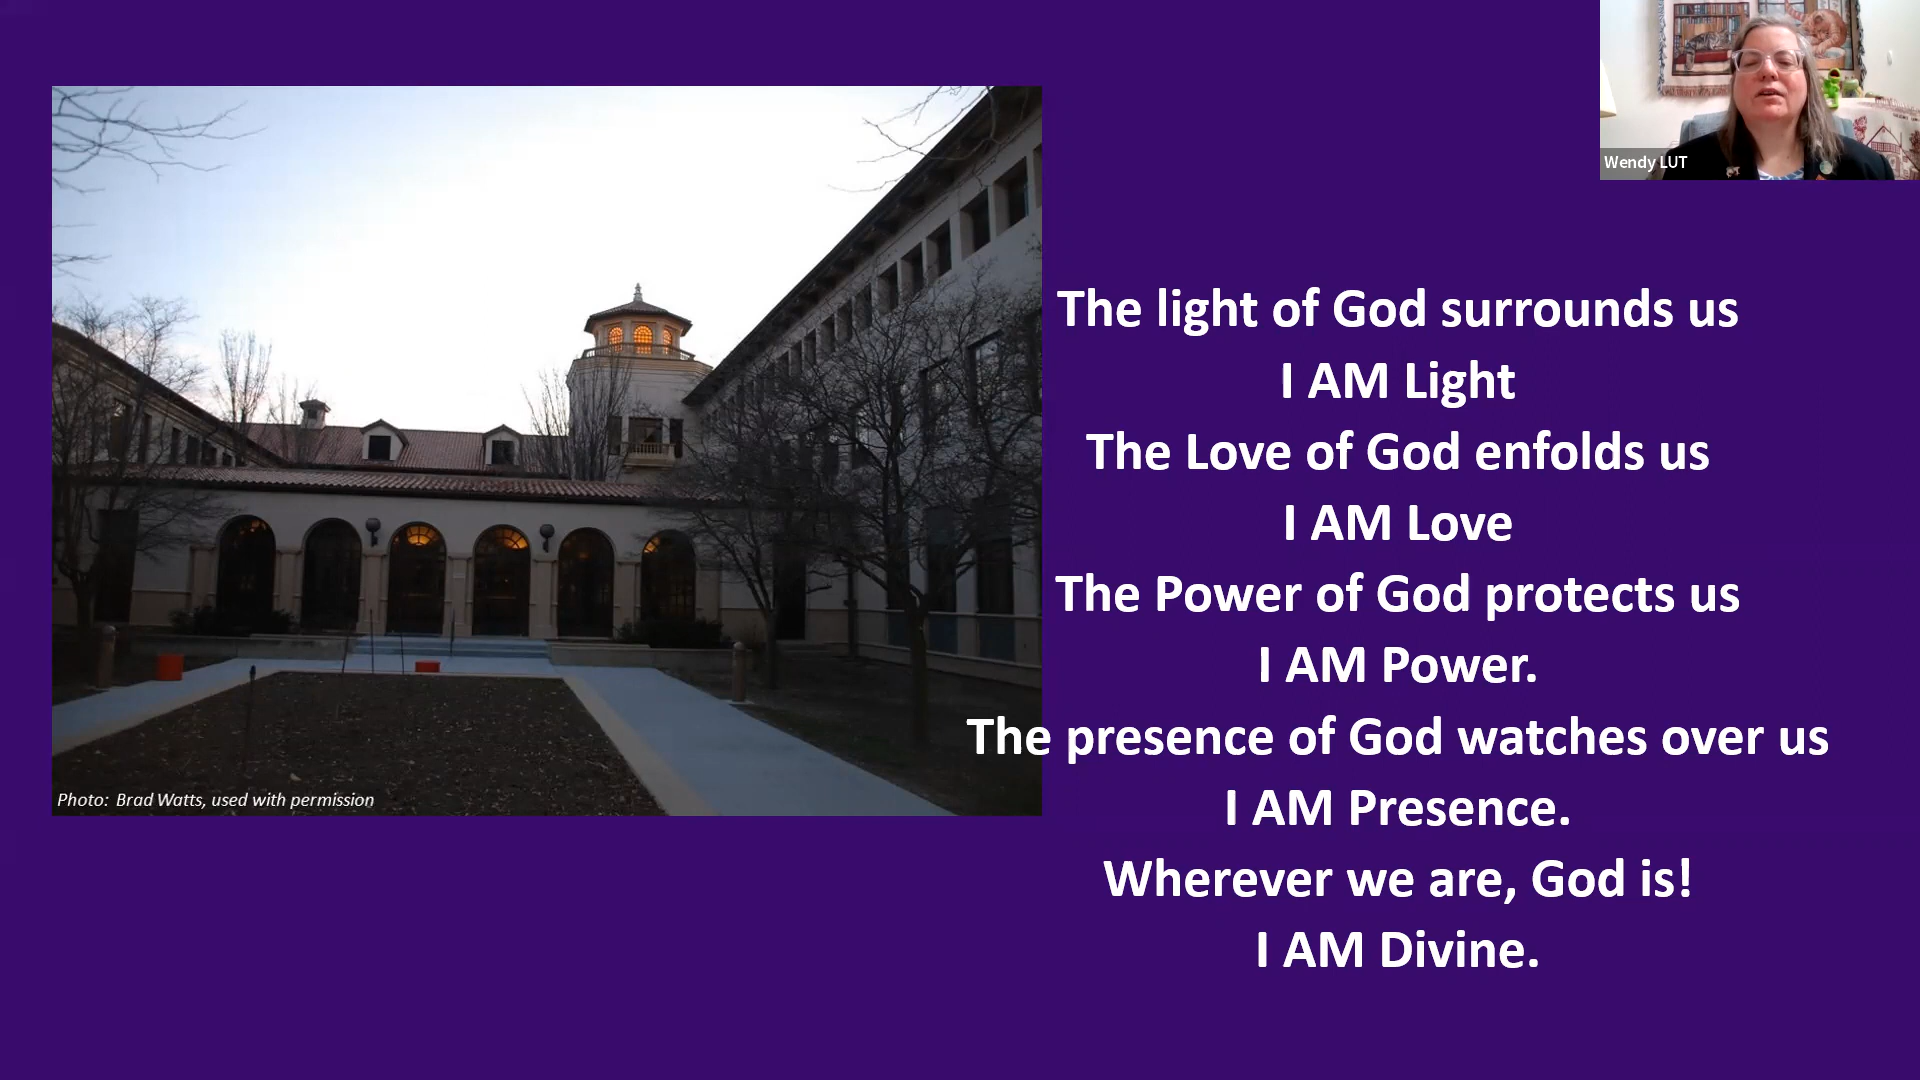 Wendy LUT
The light of God surrounds us
I AM Light
The Love of God enfolds us
I AM Love
The Power of God protects us
I AM Power.
The presence of God watches over us
I AM Presence.
Wherever we are, God is!
I AM Divine.
Photo: Brad Watts, used with permission